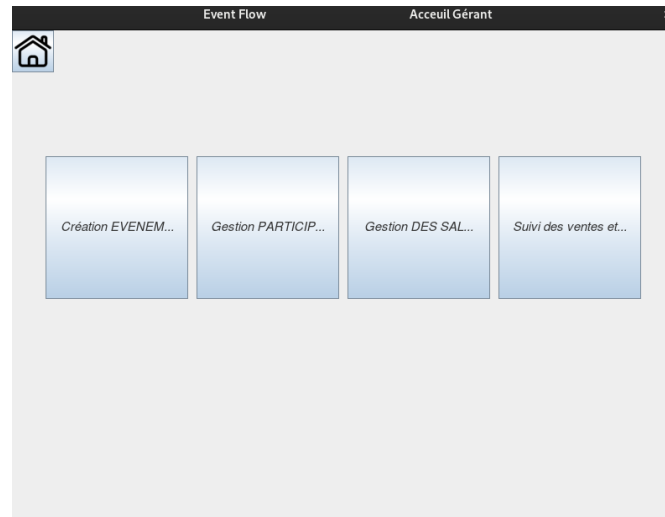 Event Flow Acceuil Gérant
Création EVENEM... Gestion PARTICIP... Gestion DES SAL... Suivi des ventes et...